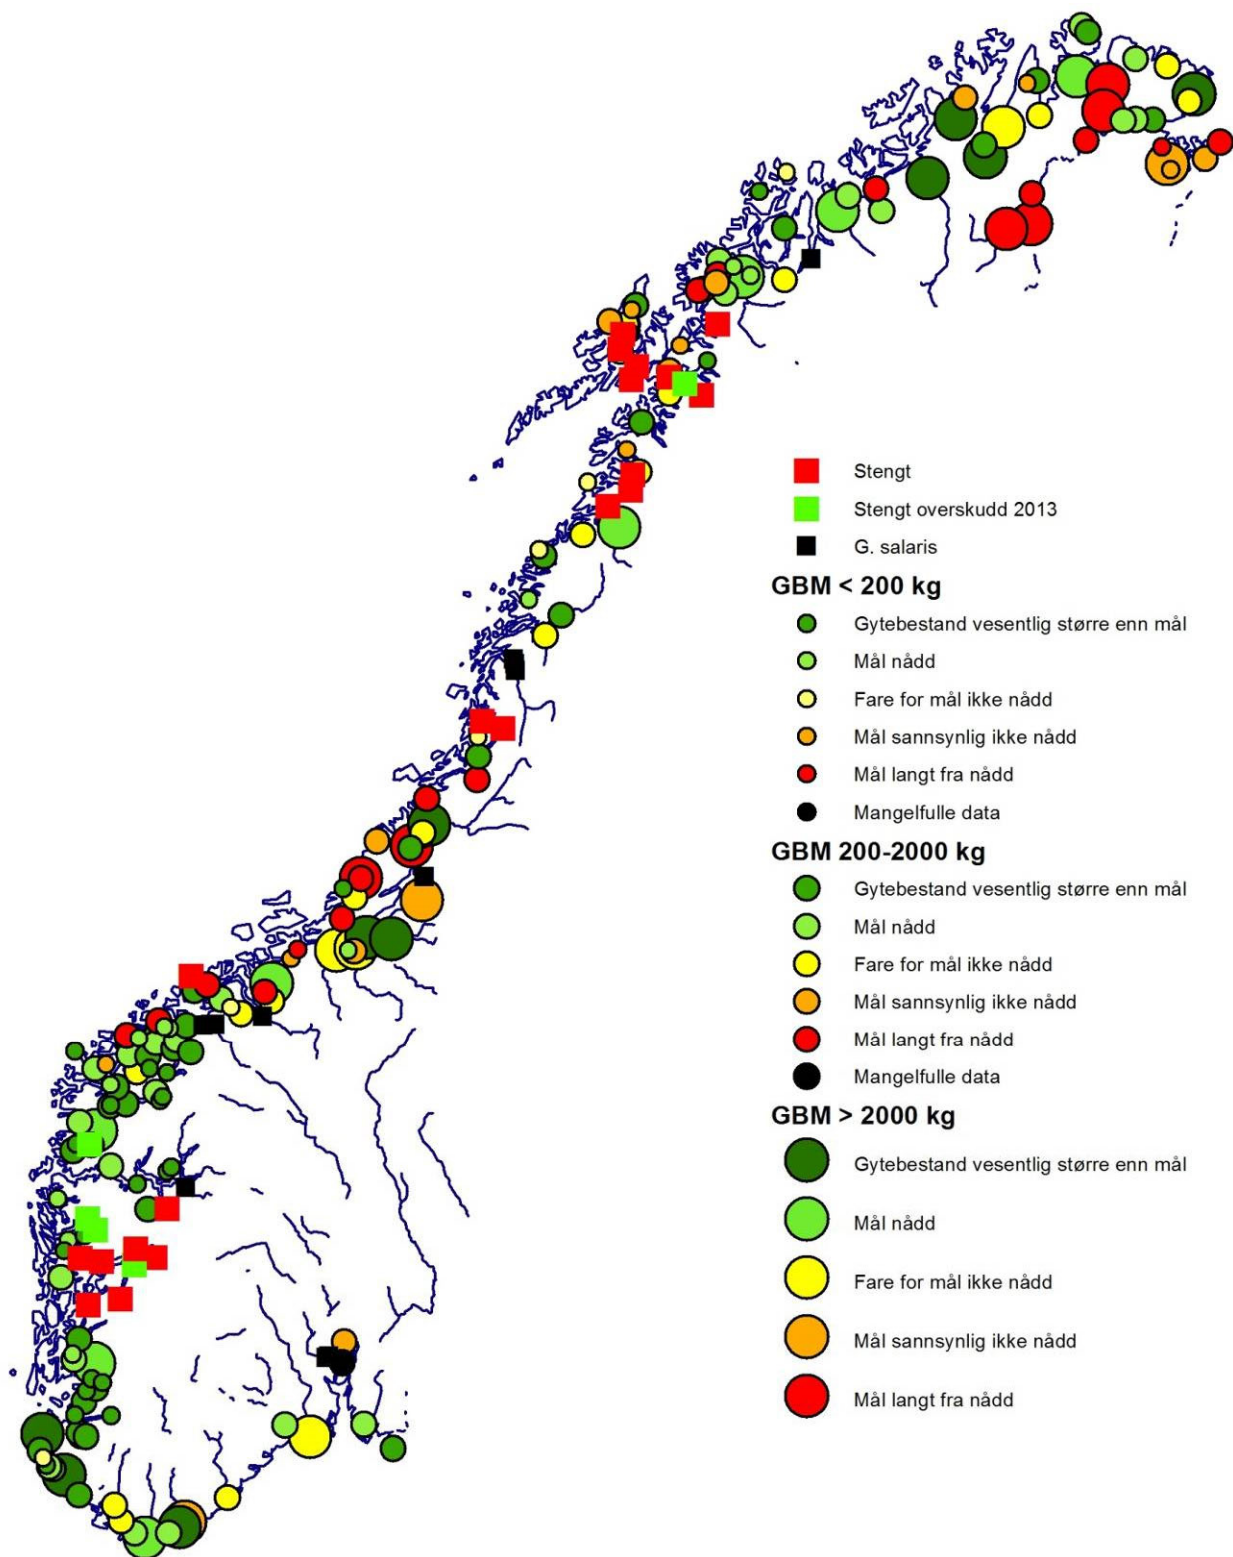 Stengt
Stengt overskudd 2013
G. salaris
GBM < 200 kg
Gytebestand vesentlig større enn mål
Mål nådd
Fare for mål ikke nådd
Mål sannsynlig ikke nådd
Mål langt fra nådd
Mangelfulle data
GBM 200-2000 kg
Gytebestand vesentlig større enn mål
Mål nådd
Fare for mål ikke nådd
Mål sannsynlig ikke nådd
Mål langt fra nådd
Mangelfulle data
GBM > 2000 kg
Gytebestand vesentlig større enn mål
Mål nådd
Fare for mål ikke nådd
Mål sannsynlig ikke nådd
Mål langt fra nådd